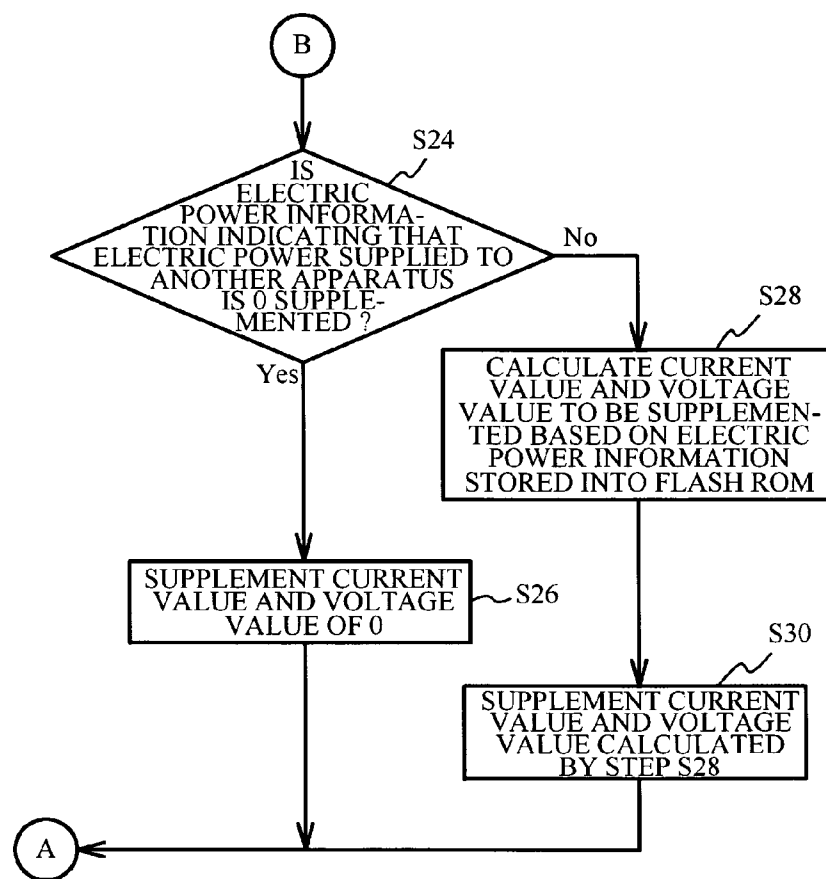 B
S24
IS
ELECTRIC
POWER INFORMA-
TION INDICATING THAT
ELECTRIC POWER SUPPLIED TO
ANOTHER APPARATUS
IS 0 SUPPLE-
MENTED ?
No
Yes
S28
CALCULATE CURRENT
VALUE AND VOLTAGE
VALUE TO BE SUPPLEMEN-
TED BASED ON ELECTRIC
POWER INFORMATION
STORED INTO FLASH ROM
SUPPLEMENT CURRENT
VALUE AND VOLTAGE
VALUE OF 0
S26
S30
SUPPLEMENT CURRENT
VALUE AND VOLTAGE
VALUE CALCULATED
BY STEP S28
A